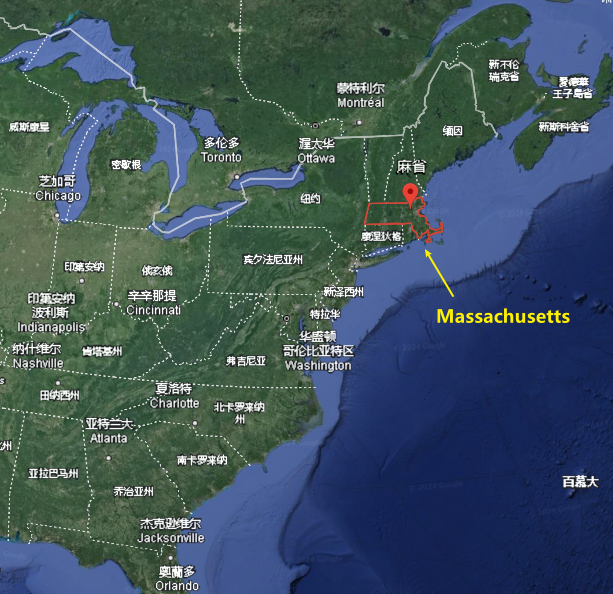 新不伦
瑞克省
愛德華
王子島省
蒙特利尔
Montréal
威斯康星
缅因
新斯科舍省
多伦多
Toronto
渥太华
Ottawa
密歇根
麻省
芝加哥
Chicago
纽约
康涅狄格
宾夕法尼亚州
印第安纳
俄亥俄
新泽西州
印第安纳
波利斯
Indianapolis
辛辛那提
Cincinnati
特拉华
Massachusetts
华盛顿
哥伦比亚特区
Washington
纳什维尔
Nashville
肯塔基州
弗吉尼亚
田纳西州
夏洛特
Charlotte
北卡罗来纳
州
亚特兰大
Atlanta
南卡罗来纳
亚拉巴马州
乔治亚州
百慕大
杰克逊维尔
Jacksonville
奧蘭多
Orlando